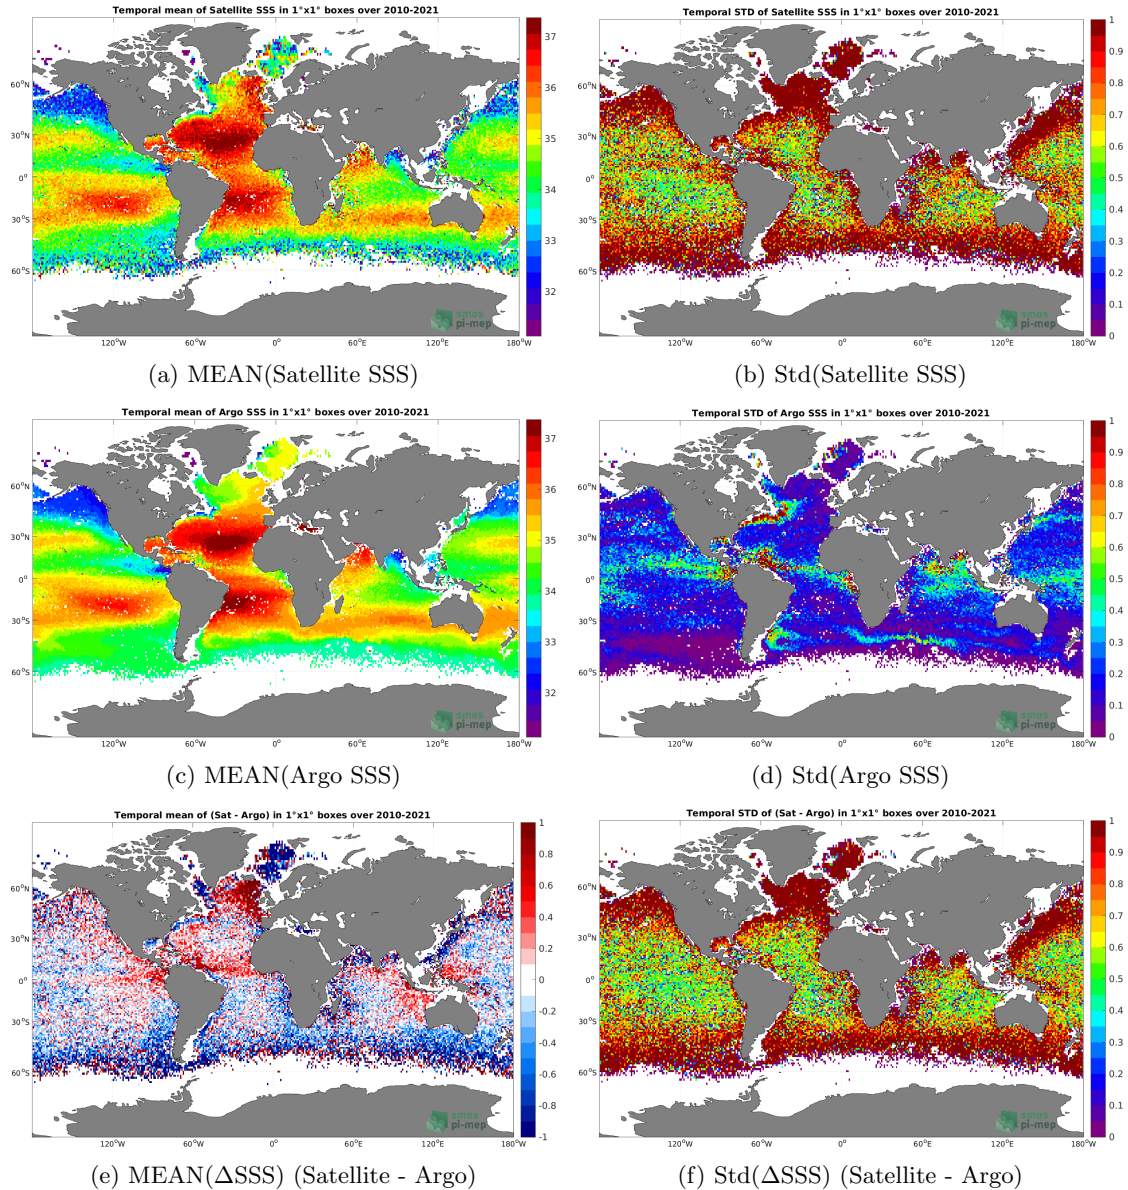 Temporal mean of Satellite SSS in 1°x1° boxes over 2010-2021
60°N
30°N
0°
30°S
60°S
120°W 60°W 0°E 60°E 120°E 180°W
37
36
35
34
33
32
smos
pi-mep
(a) MEAN(Satellite SSS)
Temporal STD of Satellite SSS in 1°x1° boxes over 2010-2021
60°N
30°N
0°
30°S
60°S
120°W 60°W 0°E 60°E 120°E 180°W
1
0.9
0.8
0.7
0.6
0.5
0.4
0.3
0.2
0.1
0
smos
pi-mep
(b) Std(Satellite SSS)
Temporal mean of Argo SSS in 1°x1° boxes over 2010-2021
60°N
30°N
0°
30°S
60°S
120°W 60°W 0°E 60°E 120°E 180°W
37
36
35
34
33
32
smos
pi-mep
(c) MEAN(Argo SSS)
Temporal STD of Argo SSS in 1°x1° boxes over 2010-2021
60°N
30°N
0°
30°S
60°S
120°W 60°W 0°E 60°E 120°E 180°W
1
0.9
0.8
0.7
0.6
0.5
0.4
0.3
0.2
0.1
0
smos
pi-mep
(d) Std(Argo SSS)
Temporal mean of (Sat - Argo) in 1°x1° boxes over 2010-2021
60°N
30°N
0°
30°S
60°S
120°W 60°W 0°E 60°E 120°E 180°W
1
0.8
0.6
0.4
0.2
0
-0.2
-0.4
-0.6
-0.8
-1
smos
pi-mep
(e) MEAN(ΔSSS) (Satellite - Argo)
Temporal STD of (Sat - Argo) in 1°x1° boxes over 2010-2021
60°N
30°N
0°
30°S
60°S
120°W 60°W 0°E 60°E 120°E 180°W
1
0.9
0.8
0.7
0.6
0.5
0.4
0.3
0.2
0.1
0
smos
pi-mep
(f) Std(ΔSSS) (Satellite - Argo)